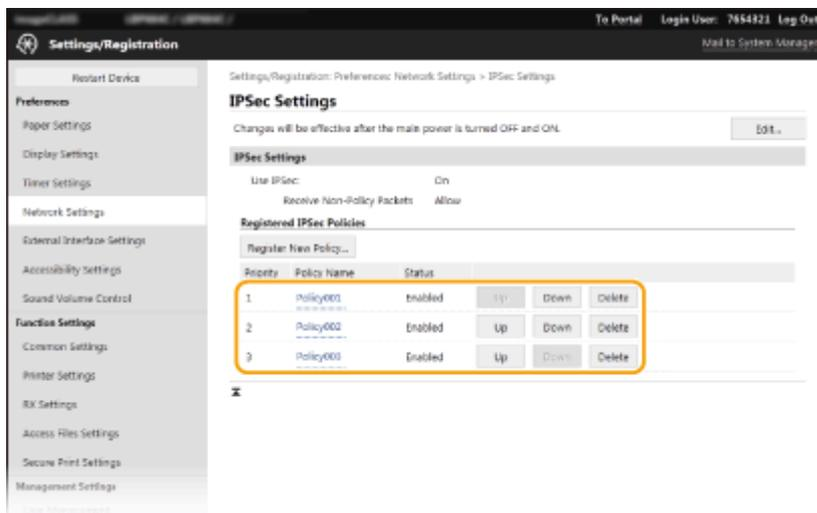 To Portal Login User: 7654321 Log Out
Settings/Registration
Mail to System Manager
Restart Device
Preferences
Paper Settings
Display Settings
Timer Settings
Network Settings
External Interface Settings
Accessibility Settings
Sound Volume Control
Function Settings
Common Settings
Printer Settings
RX Settings
Access Files Settings
Secure Print Settings
Management Settings
Settings/Registration: Preferences: Network Settings > IPSec Settings
IPSec Settings
Changes will be effective after the main power is turned OFF and ON.
Edit...
IPSec Settings
Use IPSec: On
Receive Non-Policy Packets Allow
Registered IPSec Policies
Register New Policy...
Priority Policy Name Status
1 Policy001 Enabled Up Down Delete
2 Policy002 Enabled Up Down Delete
3 Policy003 Enabled Up Down Delete